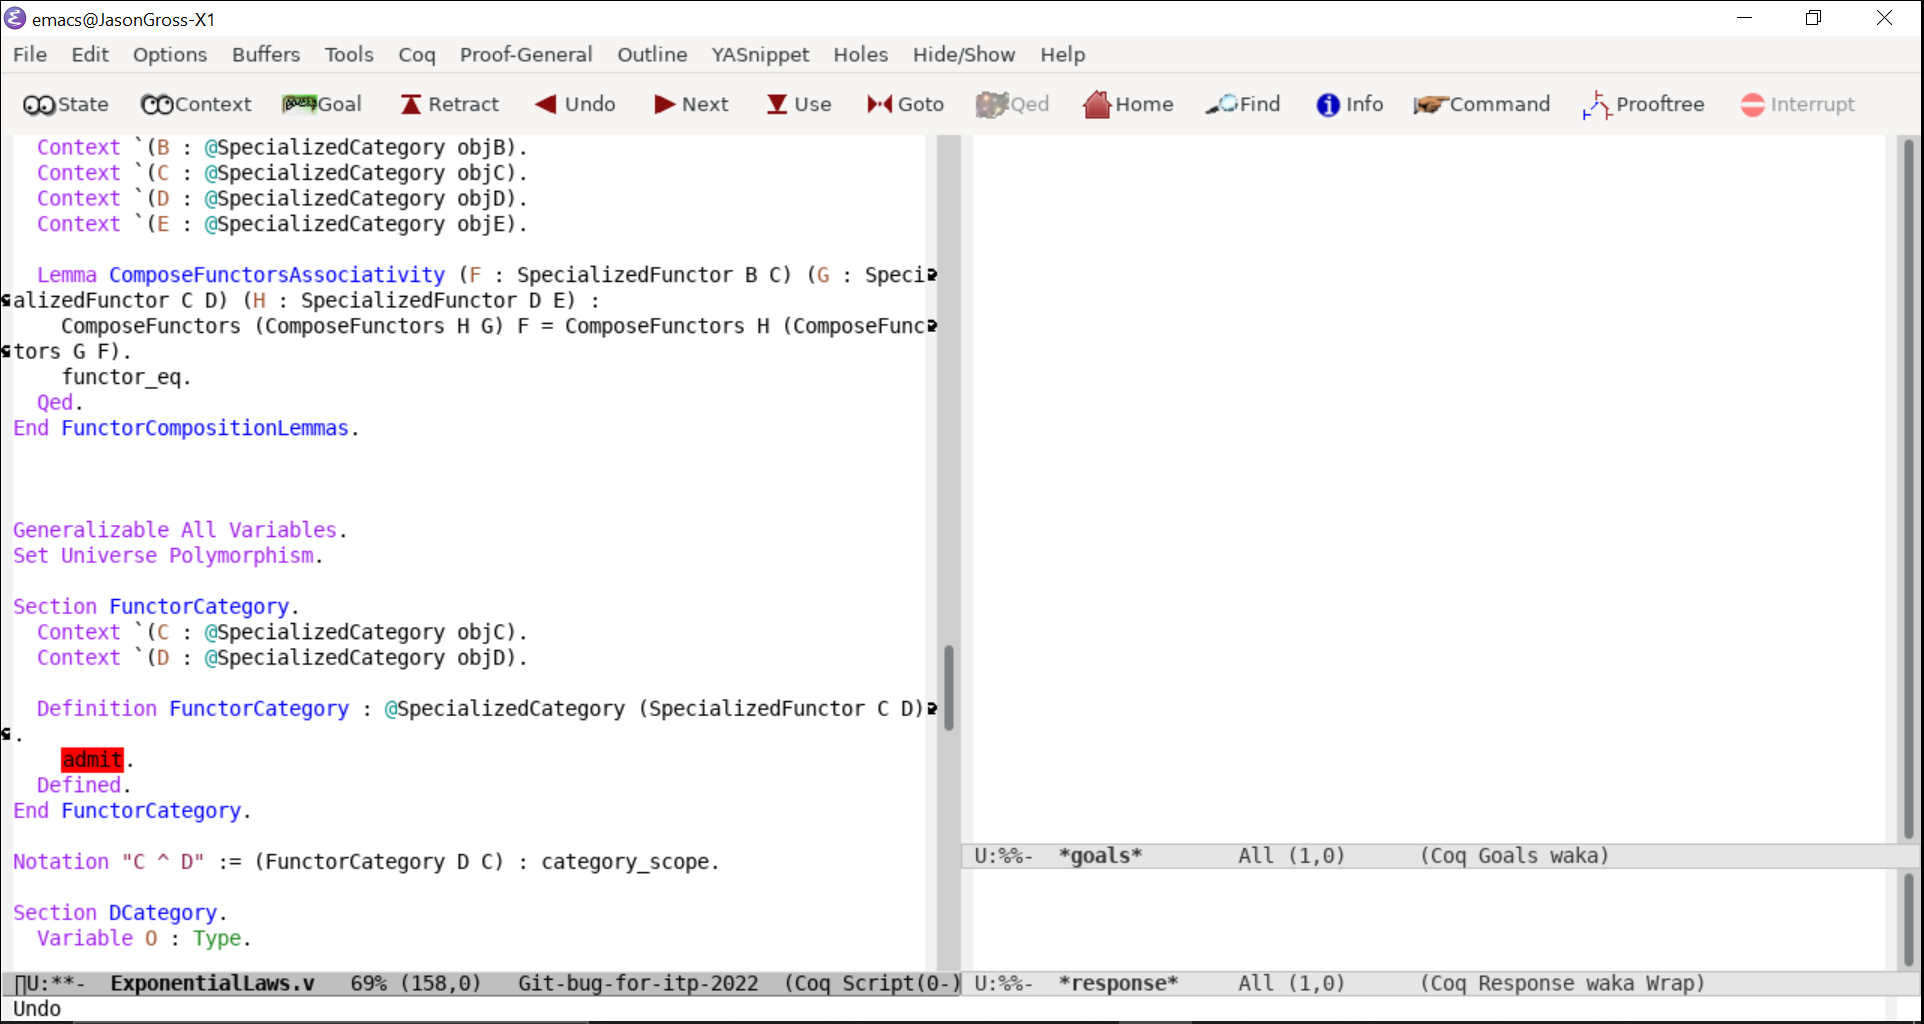 emacs@JasonGross-X1
File Edit Options Buffers Tools Coq Proof-General Outline YASnippet Holes Hide/Show Help
State Context Goal Retract Undo Next Use Goto Qed Home Find Info Command Prooftree Interrupt
Context `(B : @SpecializedCategory objB).
Context `(C : @SpecializedCategory objC).
Context `(D : @SpecializedCategory objD).
Context `(E : @SpecializedCategory objE).
Lemma ComposeFunctorsAssociativity (F : SpecializedFunctor B C) (G : Speci
alizedFunctor C D) (H : SpecializedFunctor D E) :
ComposeFunctors (ComposeFunctors H G) F = ComposeFunctors H (ComposeFunc
tors G F).
functor_eq.
Qed.
End FunctorCompositionLemmas.
Generalizable All Variables.
Set Universe Polymorphism.
Section FunctorCategory.
Context `(C : @SpecializedCategory objC).
Context `(D : @SpecializedCategory objD).
Definition FunctorCategory : @SpecializedCategory (SpecializedFunctor C D)
.
admit.
Defined.
End FunctorCategory.
Notation "C ^ D" := (FunctorCategory D C) : category_scope.
Section DCategory.
Variable O : Type.
U:**-  ExponentialLaws.v   69% (158,0)   Git-bug-for-itp-2022  (Coq Script(0-)
Undo
U:%%-  *goals*        All (1,0)      (Coq Goals waka)
U:%%-  *response*     All (1,0)      (Coq Response waka Wrap)